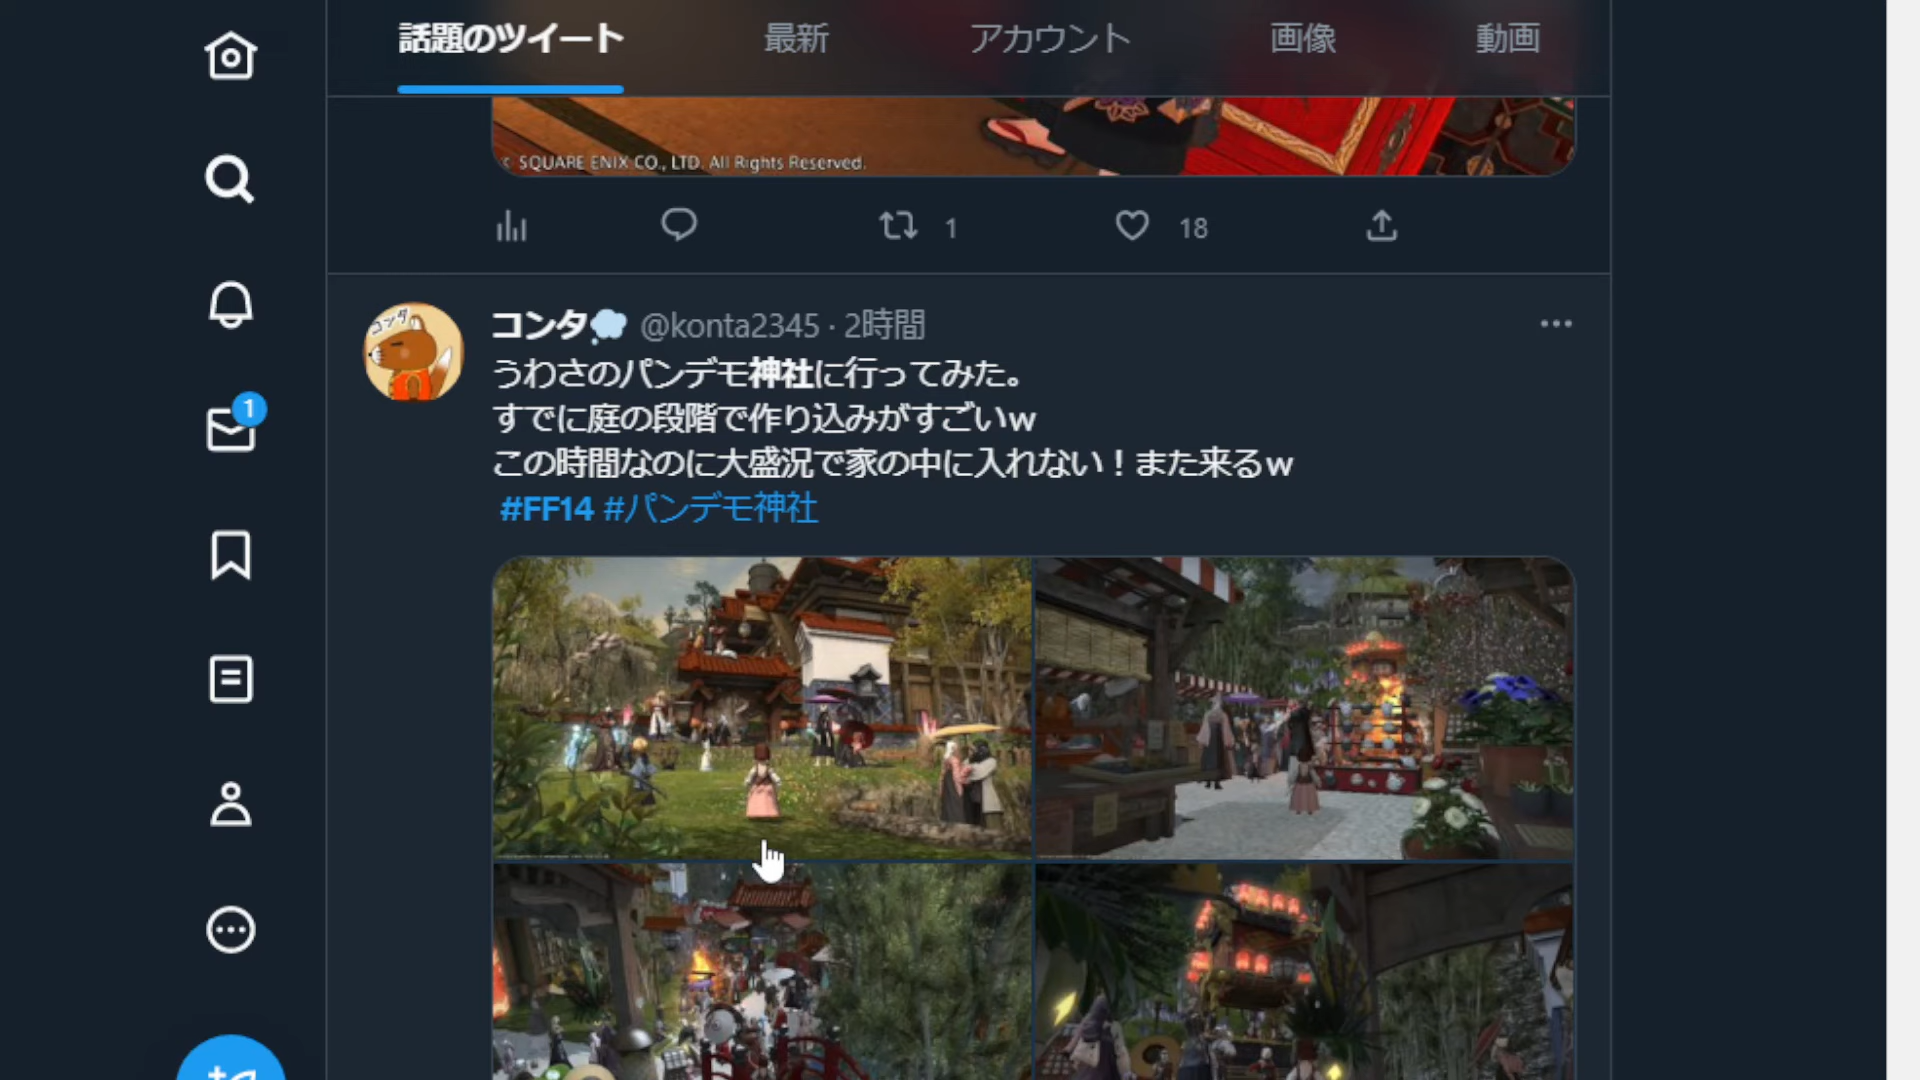 話題のツイート 最新 アカウント 画像 動画
SQUARE ENIX CO., LTD. All Rights Reserved.
1 18
コンタ @konta2345 · 2時間
うわさのパンデモ神社に行ってみた。
すでに庭の段階で作り込みがすごいw
この時間なのに大盛況で家の中に入れない！また来るw
#FF14 #パンデモ神社
コンタ
1